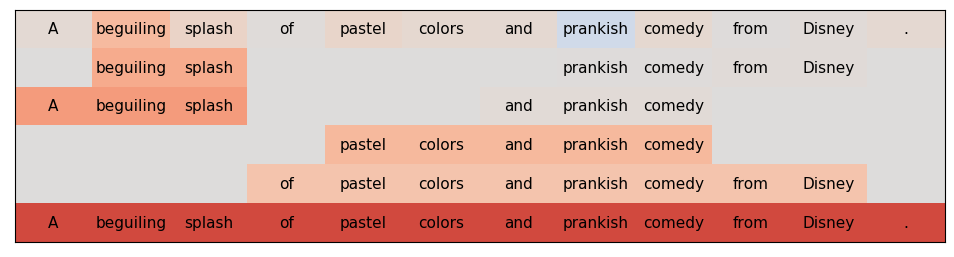 A beguiling splash of pastel colors and prankish comedy from Disney .
beguiling splash prankish comedy from Disney
A beguiling splash and prankish comedy
pastel colors and prankish comedy
of pastel colors and prankish comedy from Disney
A beguiling splash of pastel colors and prankish comedy from Disney .